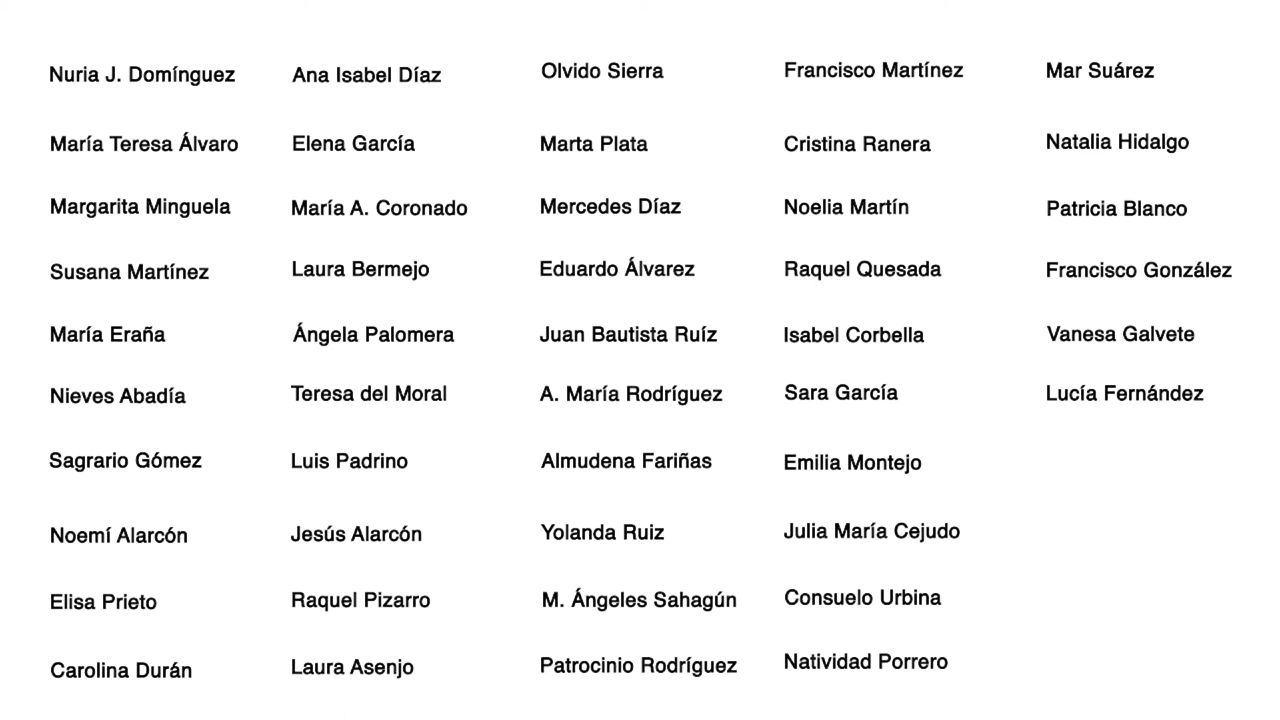 Nuria J. Domínguez
María Teresa Álvaro
Margarita Minguela
Susana Martínez
María Eraña
Nieves Abadía
Sagrario Gómez
Noemí Alarcón
Elisa Prieto
Carolina Durán
Ana Isabel Díaz
Elena García
María A. Coronado
Laura Bermejo
Ángela Palomera
Teresa del Moral
Luis Padrino
Jesús Alarcón
Raquel Pizarro
Laura Asenjo
Olvido Sierra
Marta Plata
Mercedes Díaz
Eduardo Álvarez
Juan Bautista Ruíz
A. María Rodríguez
Almudena Fariñas
Yolanda Ruiz
M. Ángeles Sahagún
Patrocinio Rodríguez
Francisco Martínez
Cristina Ranera
Noelia Martín
Raquel Quesada
Isabel Corbella
Sara García
Emilia Montejo
Julia María Cejudo
Consuelo Urbina
Natividad Porrero
Mar Suárez
Natalia Hidalgo
Patricia Blanco
Francisco González
Vanesa Galvete
Lucía Fernández